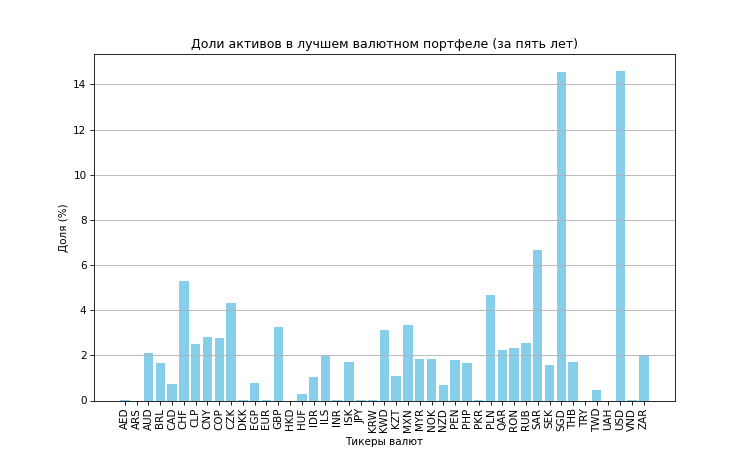 Доли активов в лучшем валютном портфеле (за пять лет)
Доля (%)
14
12
10
8
6
4
2
0
AED ARS AUD BRL CAD CHF CLP CNY COP CZK DKK EGP EUR GBP HKD HUF IDR ILS INR ISK JPY KRW KWD KZT MXN MYR NOK NZD PEN PHP PKR PLN QAR RON RUB SAR SEK SGD THB TRY TWD UAH USD VND ZAR
Тикеры валют